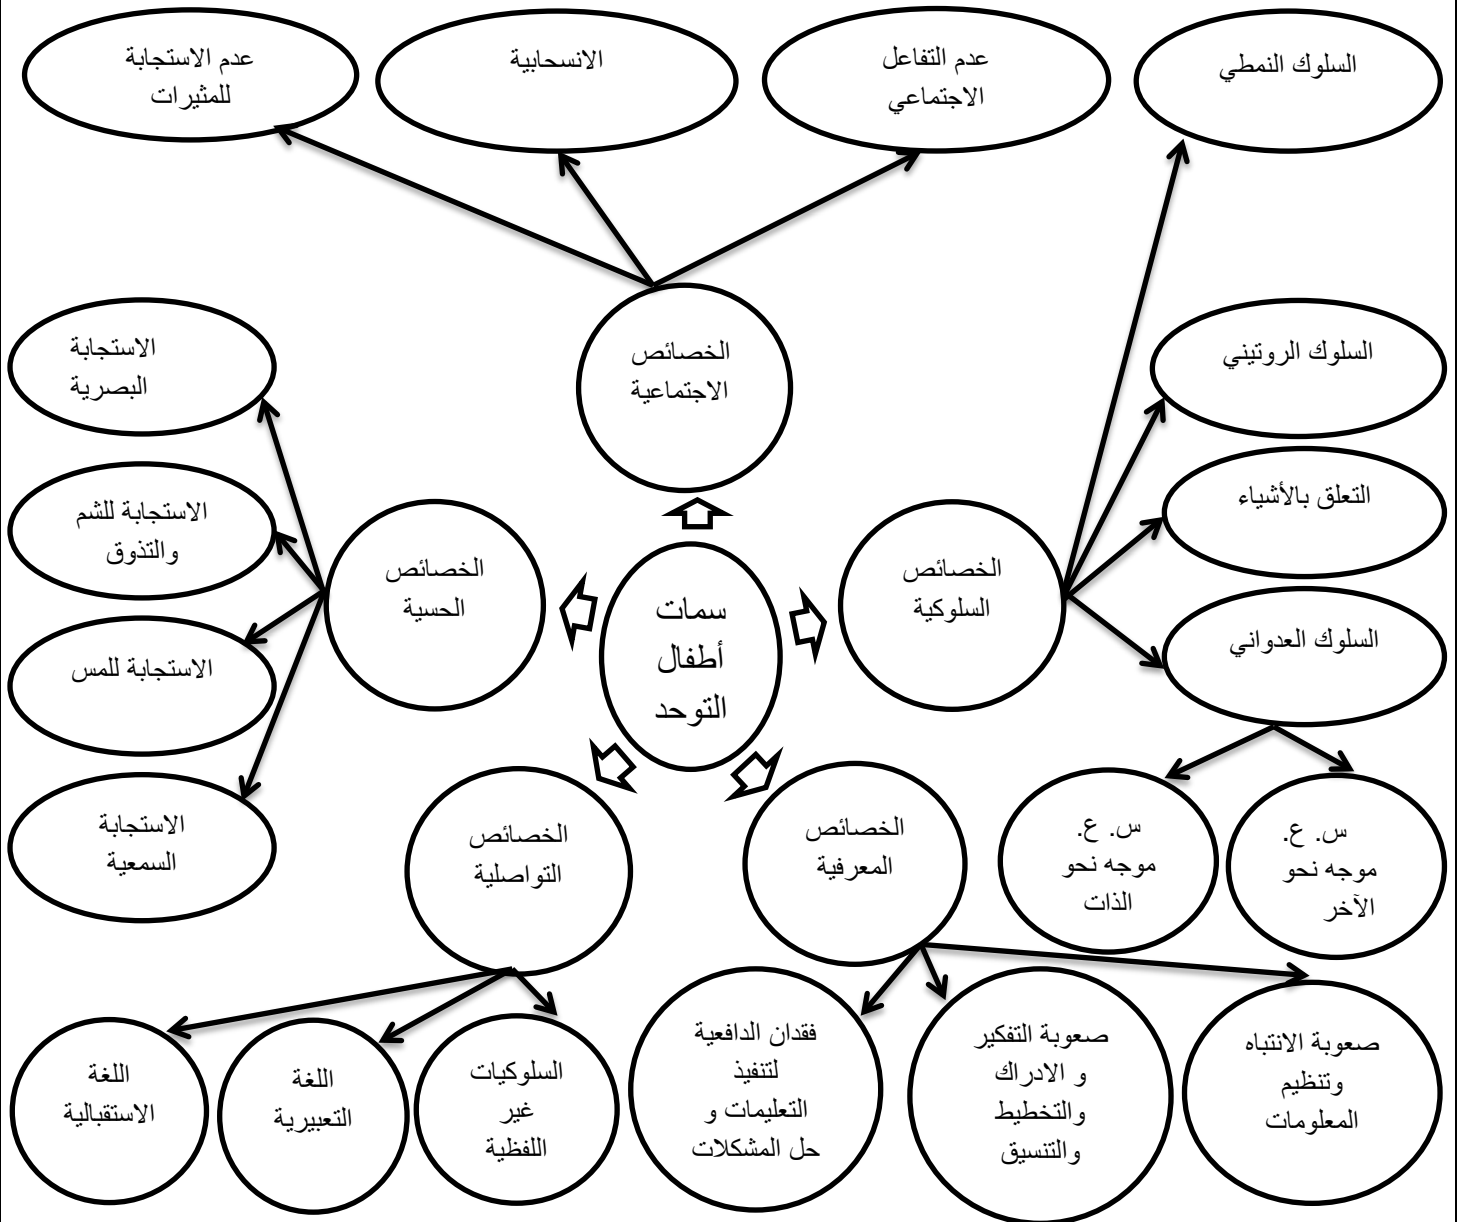 السلوك النمطي
عدم التفاعل
الاجتماعي
الانسحابية
عدم الاستجابة
للمثيرات
الخصائص
الاجتماعية
السلوك الروتيني
التعلق بالأشياء
السلوك العدواني
الخصائص
السلوكية
سمات
أطفال
التوحد
الخصائص
الحسية
الاستجابة
البصرية
الاستجابة للشم
والتذوق
الاستجابة للمس
الاستجابة
السمعية
س. ع.
موجه نحو
الآخر
س. ع.
موجه نحو
الذات
الخصائص
المعرفية
الخصائص
التواصلية
صعوبة الانتباه
وتنظيم
المعلومات
صعوبة التفكير
و الادراك
والتخطيط
والتنسيق
فقدان الدافعية
لتنفيذ
التعليمات و
حل المشكلات
السلوكيات
غير
اللفظية
اللغة
التعبيرية
اللغة
الاستقبالية